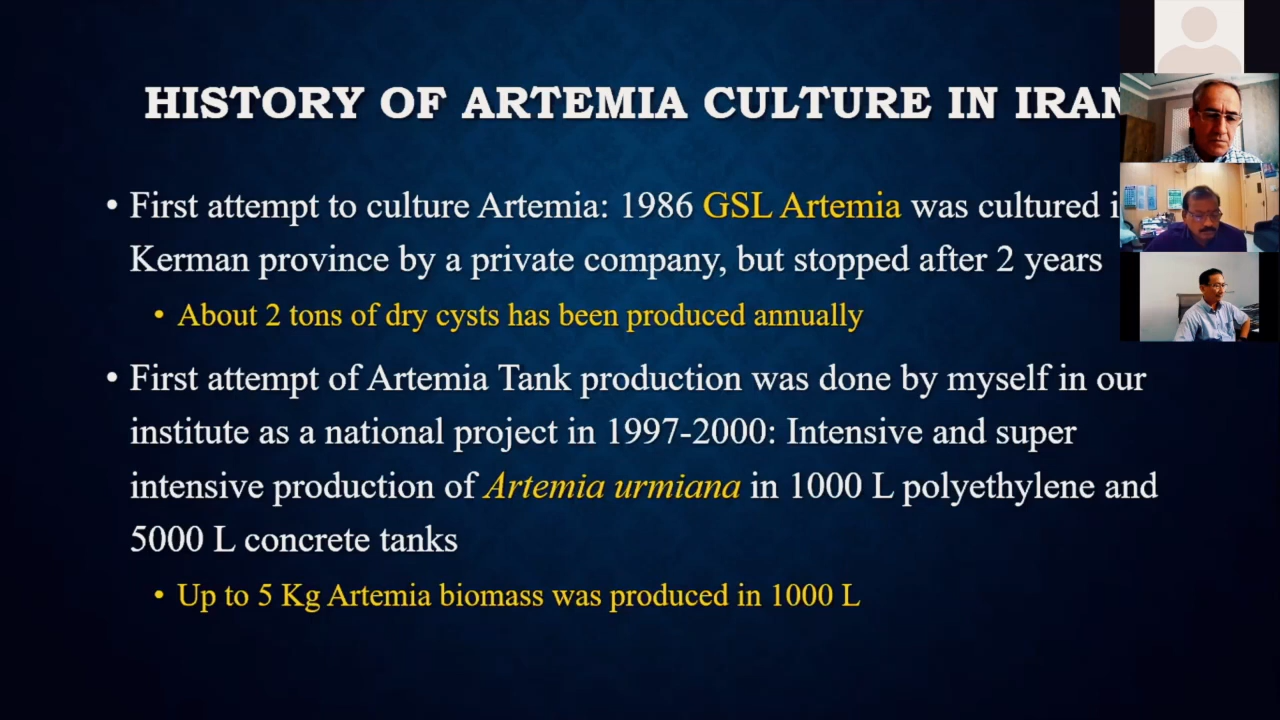 HISTORY OF ARTEMIA CULTURE IN IRAN
• First attempt to culture Artemia: 1986 GSL Artemia was cultured i
Kerman province by a private company, but stopped after 2 years
• About 2 tons of dry cysts has been produced annually
• First attempt of Artemia Tank production was done by myself in our
institute as a national project in 1997-2000: Intensive and super
intensive production of Artemia urmiana in 1000 L polyethylene and
5000 L concrete tanks
• Up to 5 Kg Artemia biomass was produced in 1000 L